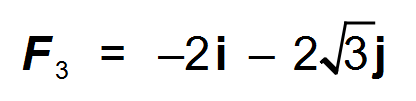 F₃ = –2i – 2√3j